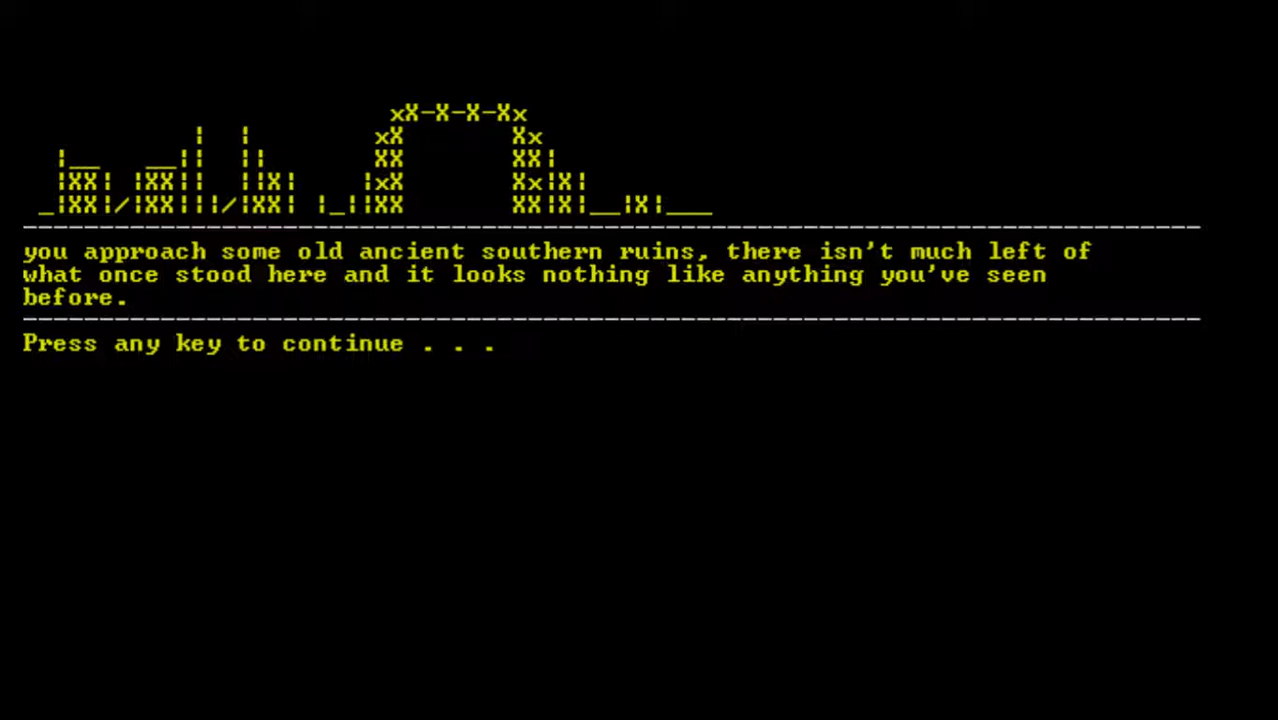 you approach some old ancient southern ruins, there isn't much left of
what once stood here and it looks nothing like anything you've seen
before.
Press any key to continue . . .